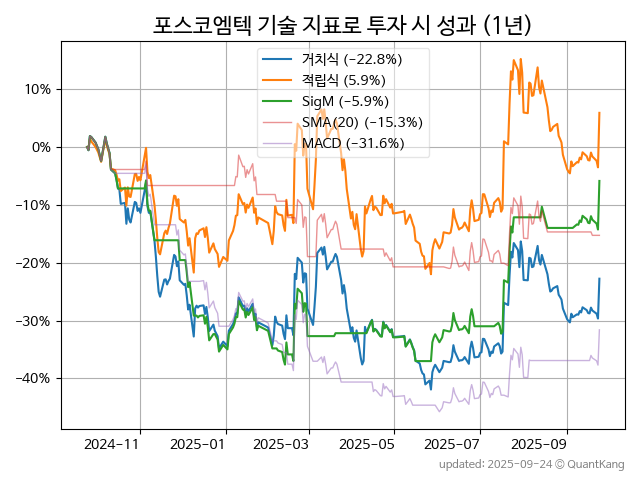 포스코엠텍 기술 지표로 투자 시 성과 (1년)
거치식 (−22.8%)
적립식 (5.9%)
SigM (−5.9%)
SMA(20) (−15.3%)
MACD (−31.6%)
10%
0%
−10%
−20%
−30%
−40%
2024-11
2025-01
2025-03
2025-05
2025-07
2025-09
updated: 2025-09-24 © QuantKang